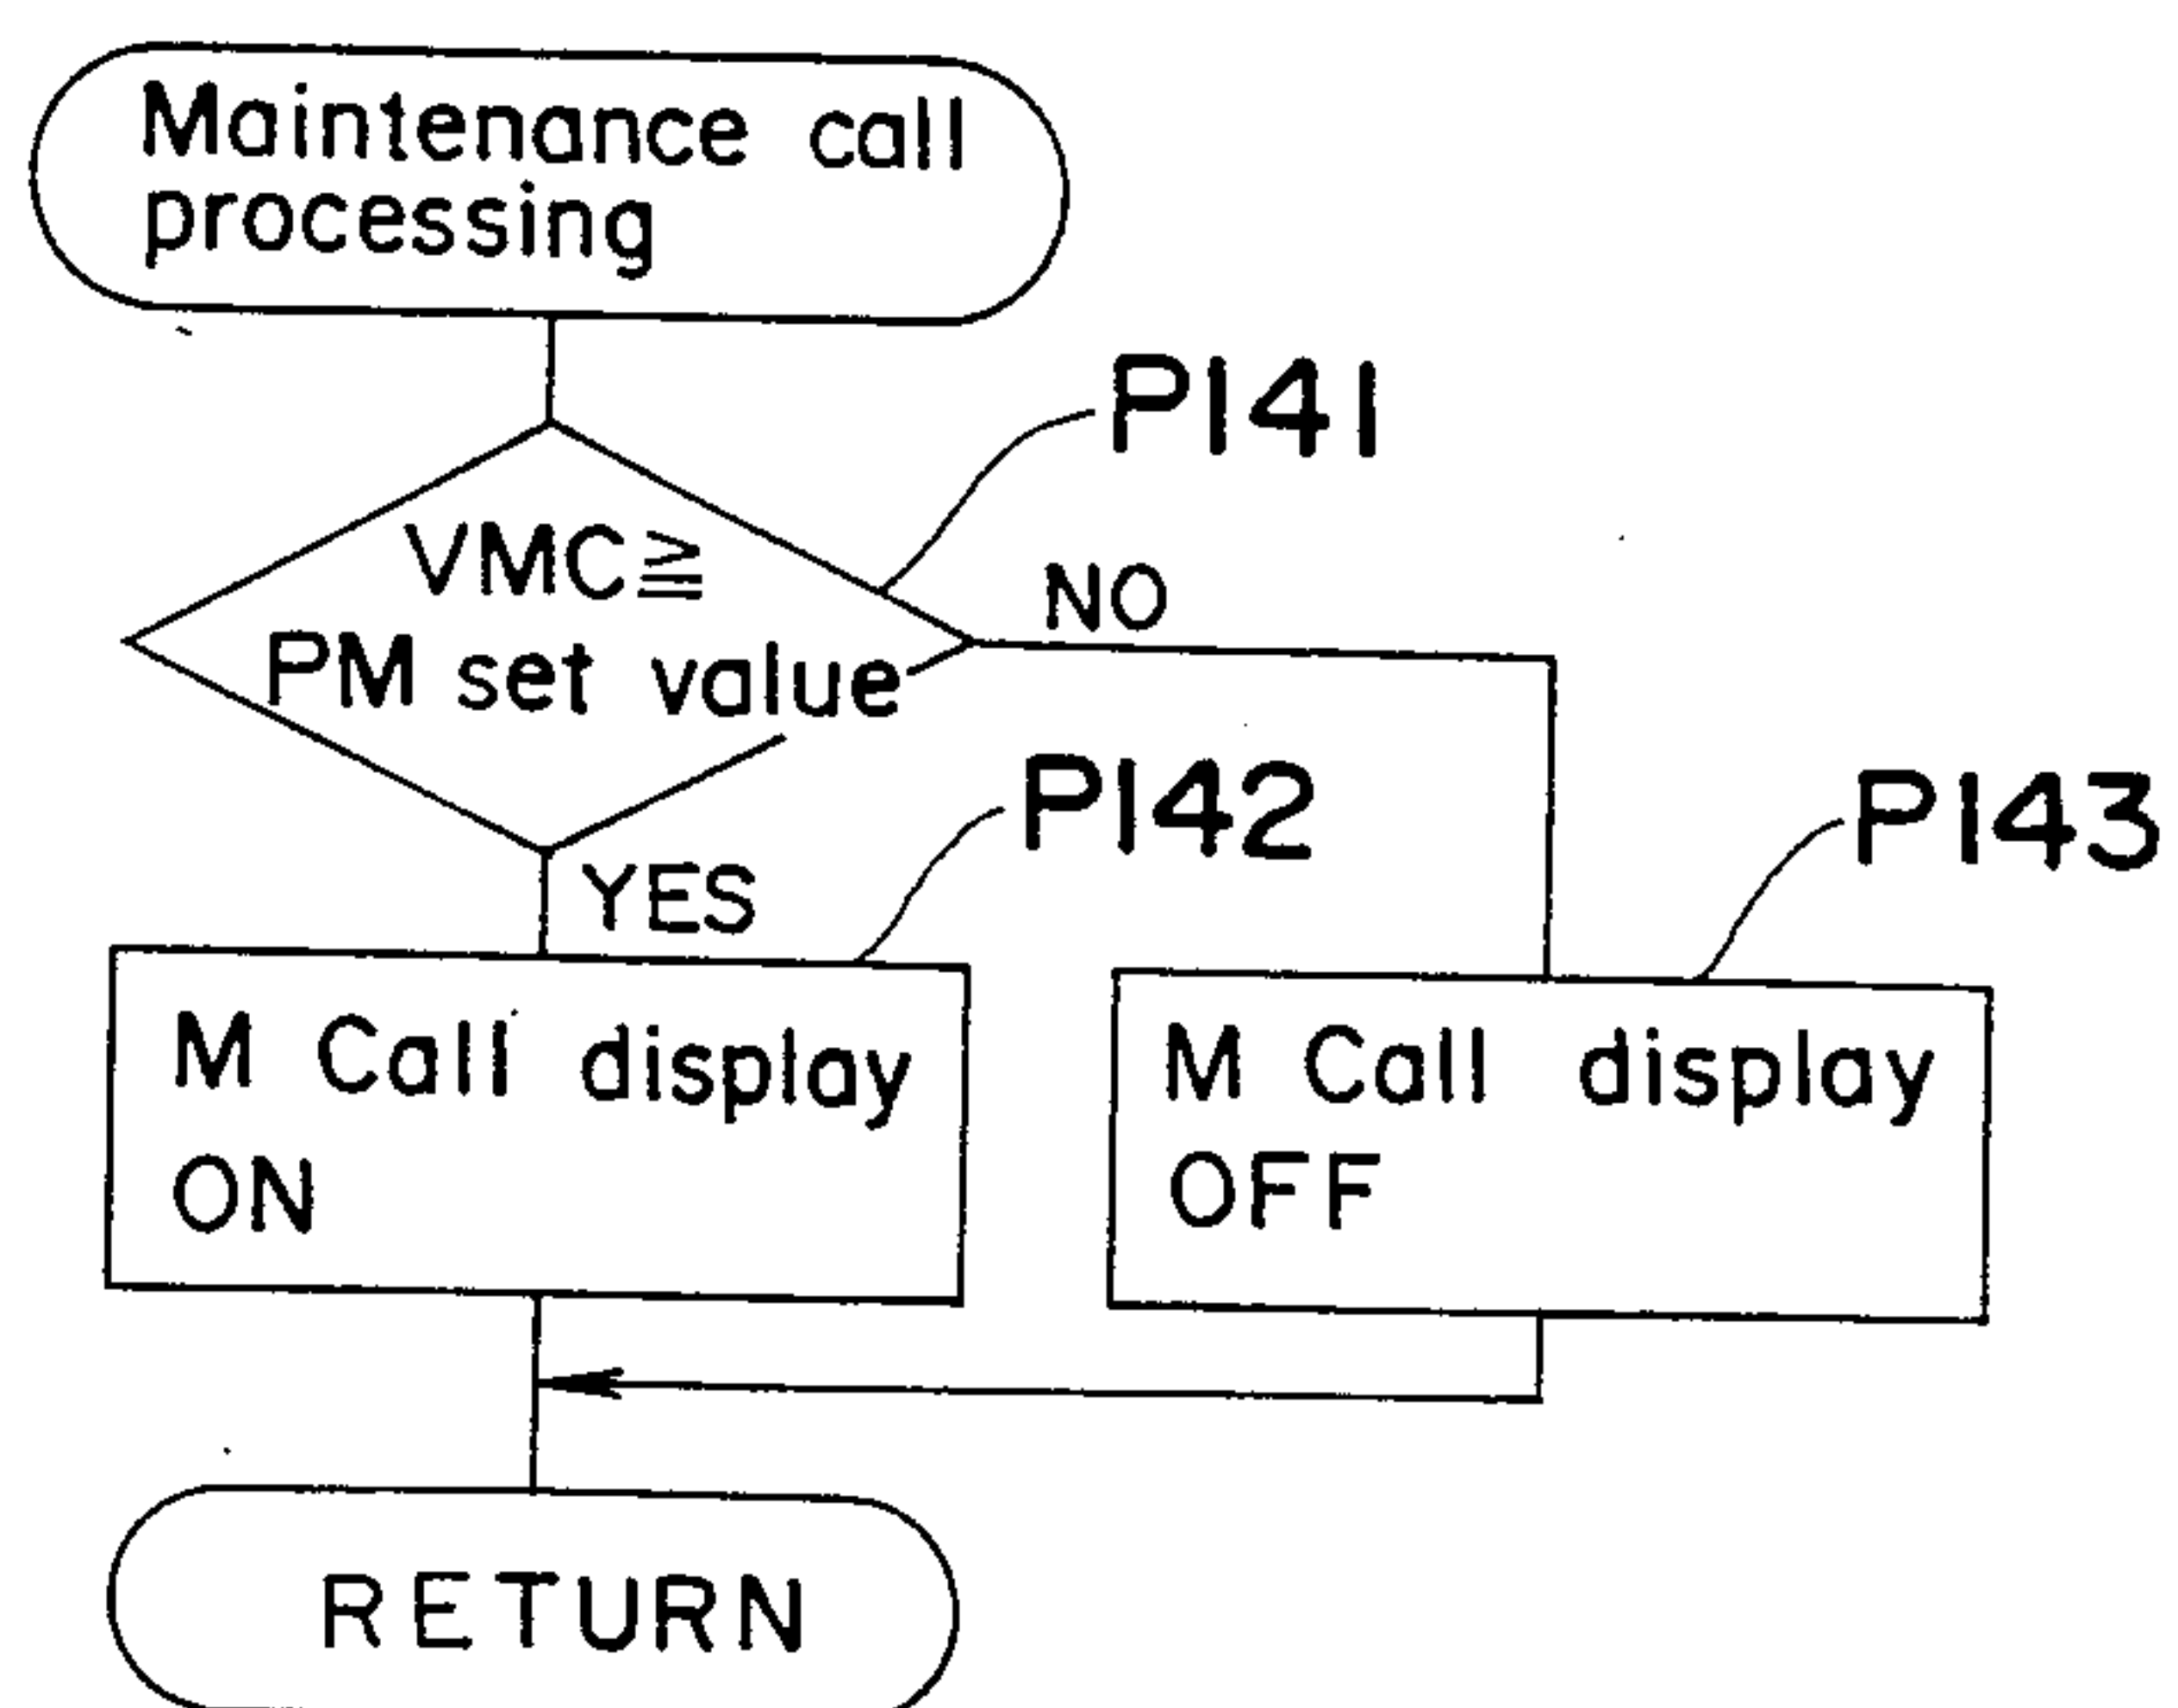 Maintenance call
processing
P141
VMC≧
NO
PM set value
P142
P143
YES
M Call display
ON
M Call display
OFF
RETURN